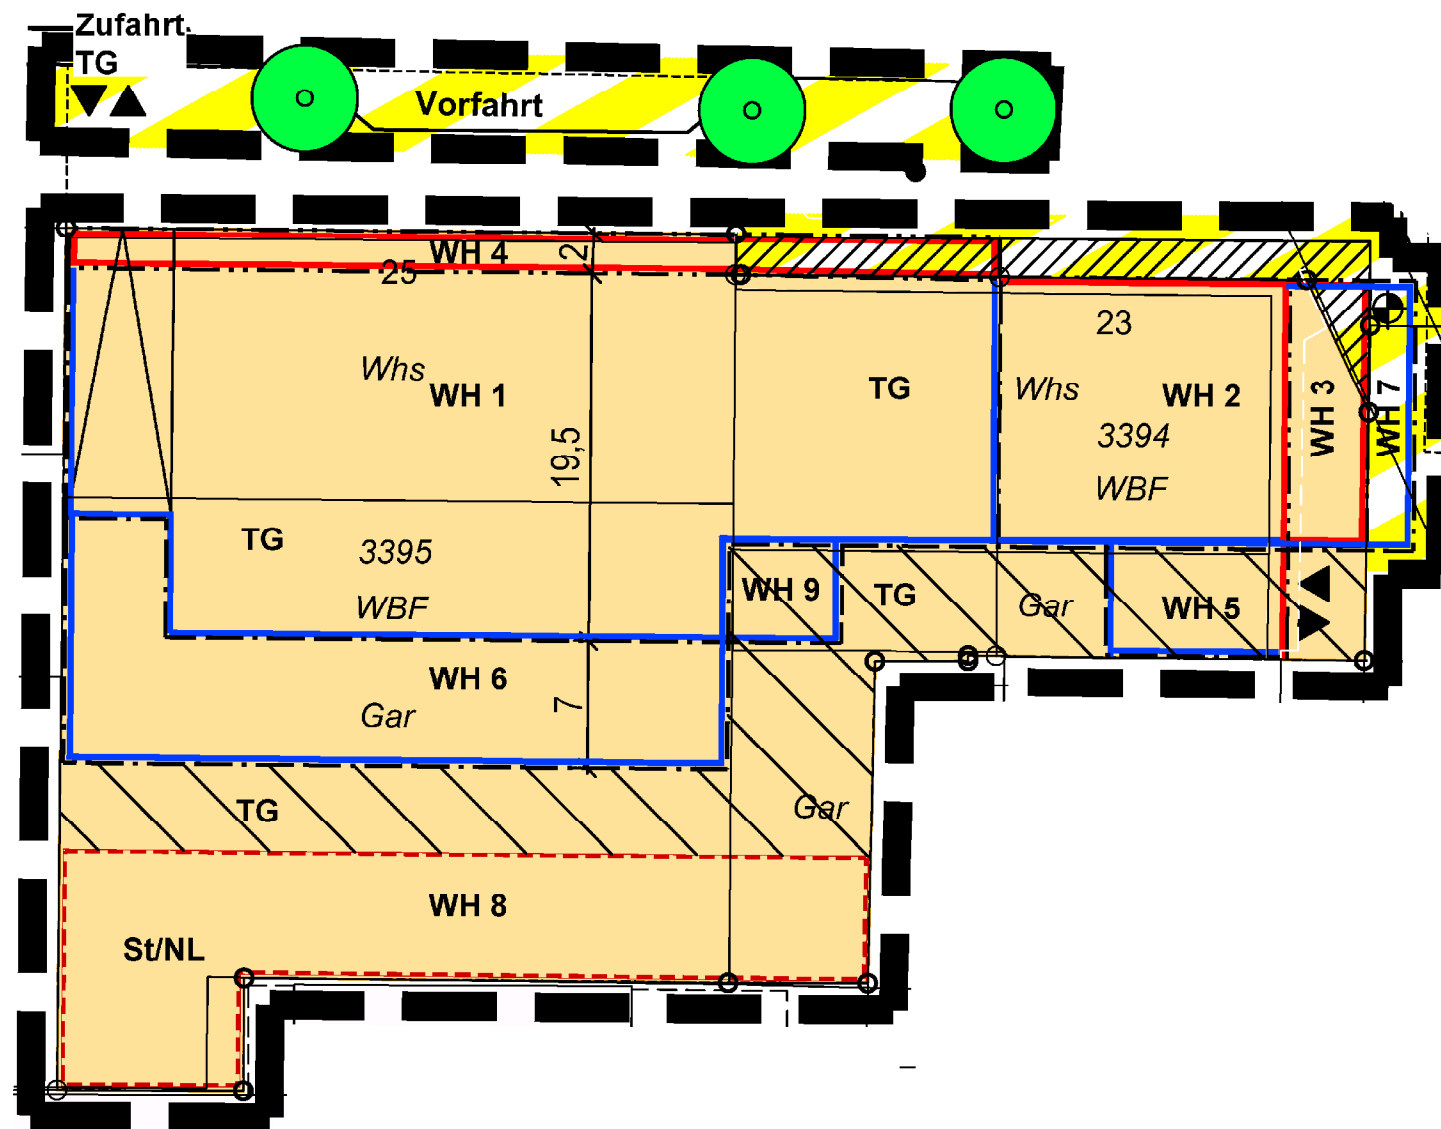 Zufahrt
TG
Vorfahrt
WH 4
2
25
23
Whs
WH 1
TG
Whs
WH 2
WH 3
WH 7
19,5
3394
WBF
TG
3395
WBF
WH 9
TG
Gar
WH 5
WH 6
7
Gar
TG
Gar
WH 8
St/NL